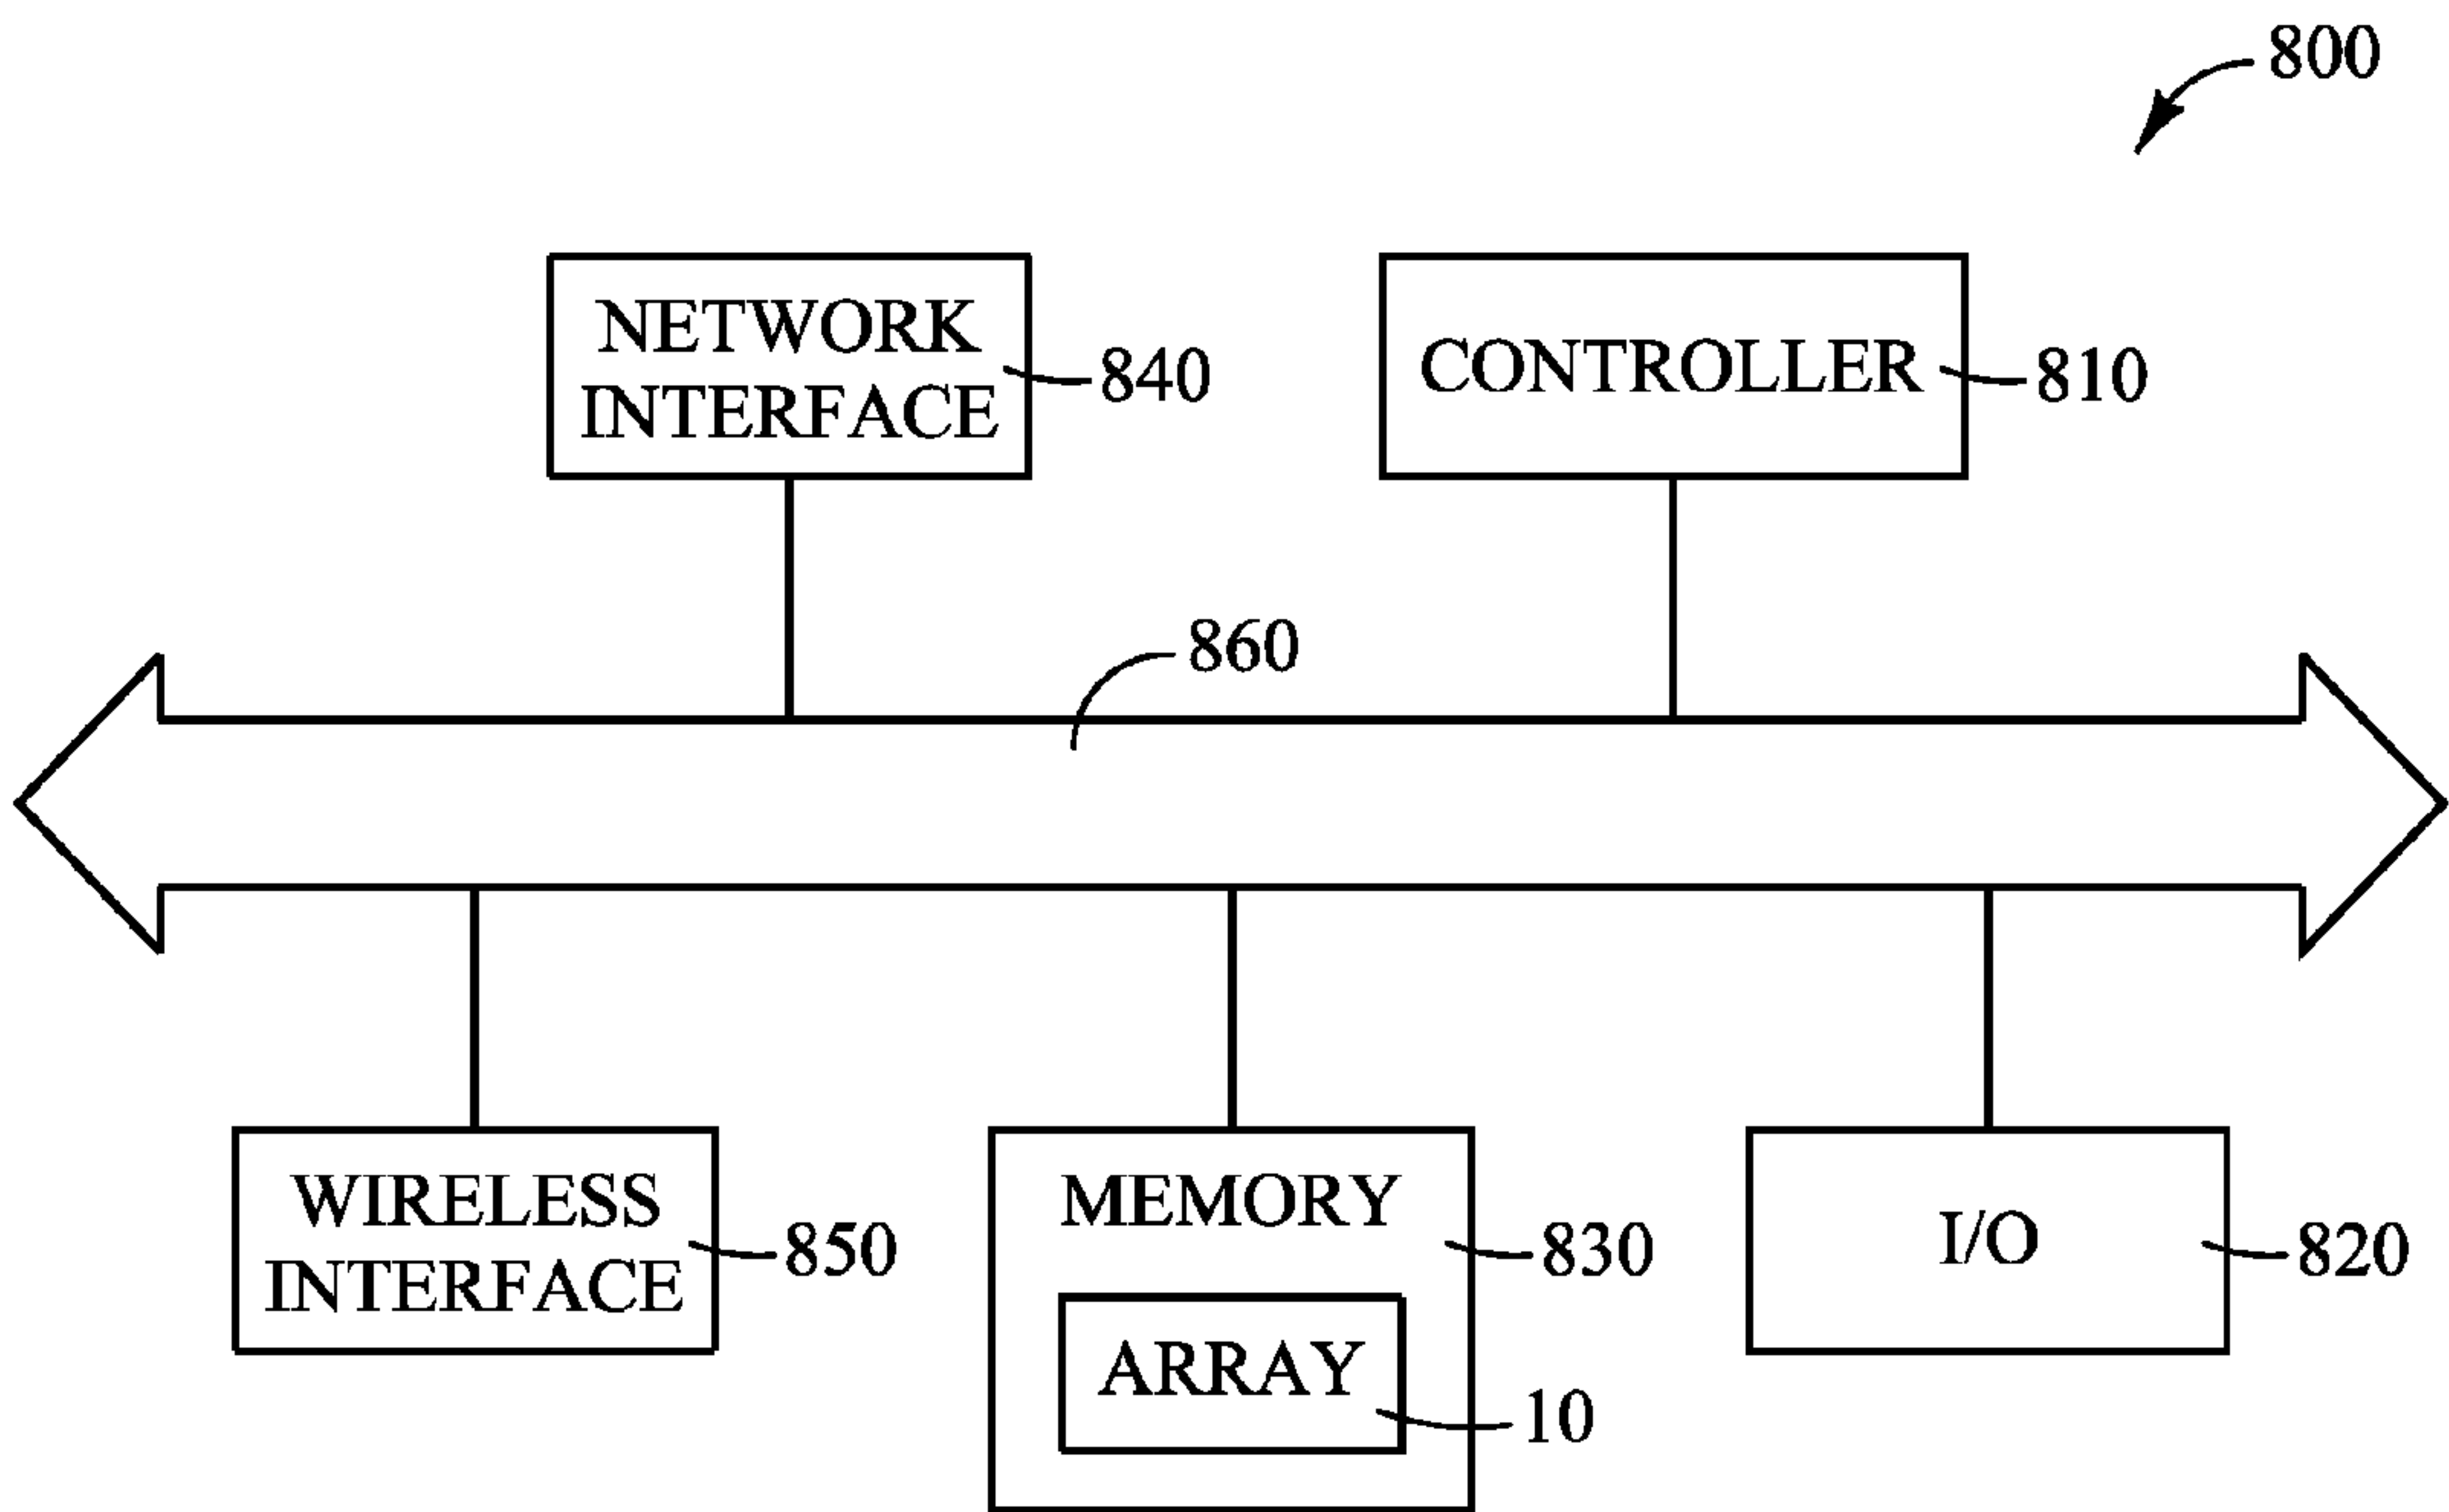 800
NETWORK
INTERFACE
840
CONTROLLER
810
860
WIRELESS
INTERFACE
850
MEMORY
830
ARRAY
10
I/O
820